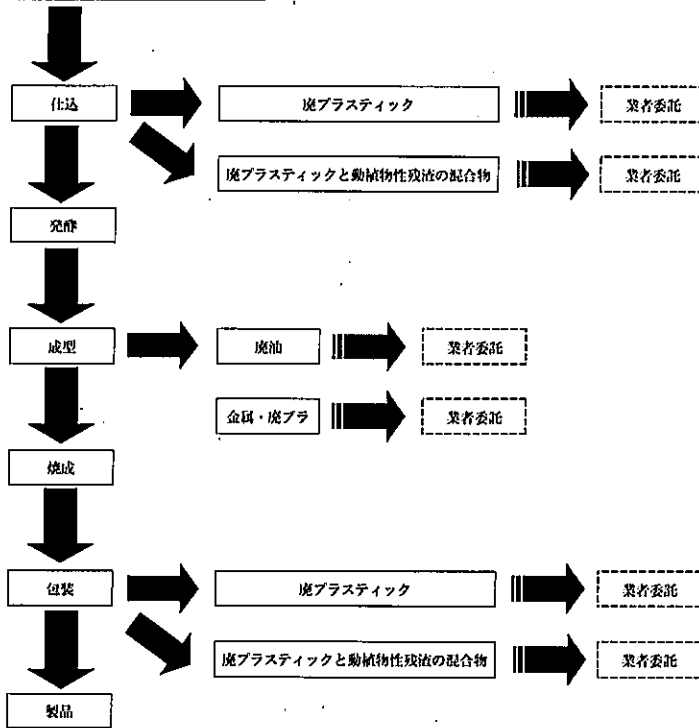 仕込
廃プラスティック
業者委託
廃プラスティックと動植物性残渣の混合物
業者委託
発酵
成型
廃油
業者委託
金属・廃プラ
業者委託
焼成
包装
廃プラスティック
業者委託
廃プラスティックと動植物性残渣の混合物
業者委託
製品